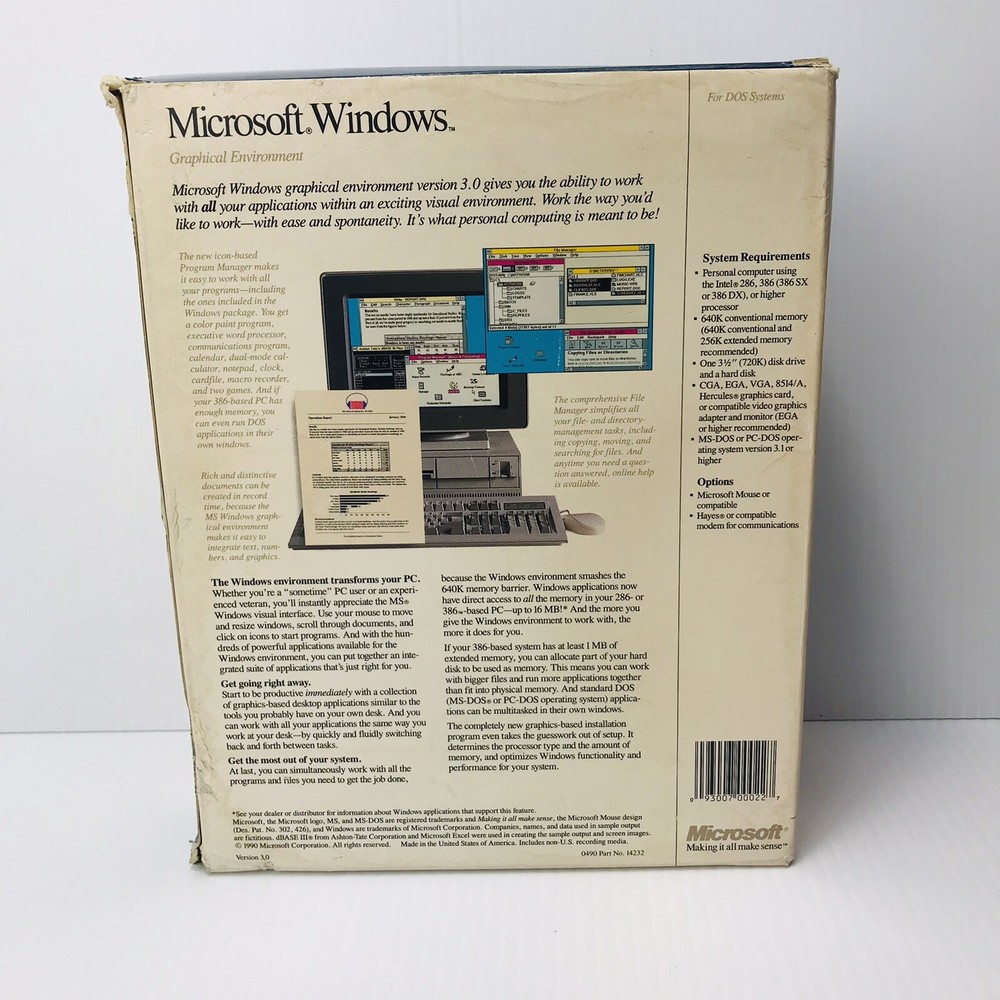 Microsoft® Windows™
Graphical Environment
Microsoft Windows graphical environment version 3.0 gives you the ability to work
with all your applications within an exciting visual environment. Work the way you'd
like to work—with ease and spontaneity. It's what personal computing is meant to be!
The new icon-based
Program Manager makes
it easy to work with all
your programs—including
the ones included in the
Windows package. You get
a color paint program,
executive word processor,
communications program,
calendar, dual-mode cal-
culator, notepad, clock,
cardfile, macro recorder,
and two games. And if
your 386-based PC has
enough memory, you
can even run DOS
applications in their
own windows.
Rich and distinctive
documents can be
created in record
time, because the
MS Windows graph-
ical environment
makes it easy to
integrate text, num-
bers, and graphics.
File Manager
File Disk Tree View Options Window Help
Copying Files or Directories
Results
Operations Report
The comprehensive File
Manager simplifies all
your file- and directory-
management tasks, includ-
ing copying, moving, and
searching for files. And
anytime you need a ques-
tion answered, online help
is available.
The Windows environment transforms your PC.
Whether you're a "sometime" PC user or an experi-
enced veteran, you'll instantly appreciate the MS®
Windows visual interface. Use your mouse to move
and resize windows, scroll through documents, and
click on icons to start programs. And with the hun-
dreds of powerful applications available for the
Windows environment, you can put together an inte-
grated suite of applications that's just right for you.
Get going right away.
Start to be productive immediately with a collection
of graphics-based desktop applications similar to the
tools you probably have on your own desk. And you
can work with all your applications the same way you
work at your desk—by quickly and fluidly switching
back and forth between tasks.
Get the most out of your system.
At last, you can simultaneously work with all the
programs and files you need to get the job done,
because the Windows environment smashes the
640K memory barrier. Windows applications now
have direct access to all the memory in your 286- or
386™-based PC—up to 16 MB!* And the more you
give the Windows environment to work with, the
more it does for you.
If your 386-based system has at least 1 MB of
extended memory, you can allocate part of your hard
disk to be used as memory. This means you can work
with bigger files and run more applications together
than fit into physical memory. And standard DOS
(MS-DOS® or PC-DOS operating system) applica-
tions can be multitasked in their own windows.
The completely new graphics-based installation
program even takes the guesswork out of setup. It
determines the processor type and the amount of
memory, and optimizes Windows functionality and
performance for your system.
*See your dealer or distributor for information about Windows applications that support this feature.
Microsoft, the Microsoft logo, MS, and MS-DOS are registered trademarks and Making it all make sense, the Microsoft Mouse design
(Des. Pat. No. 302, 426), and Windows are trademarks of Microsoft Corporation. Companies, names, and data used in sample output
are fictitious. dBASE III® from Ashton-Tate Corporation and Microsoft Excel were used in creating the sample output and screen images.
© 1990 Microsoft Corporation. All rights reserved. Made in the United States of America. Includes non-U.S. recording media.
Version 3.0
0490 Part No. 14232
For DOS Systems
System Requirements
• Personal computer using
the Intel® 286, 386 (386 SX
or 386 DX), or higher
processor
• 640K conventional memory
(640K conventional and
256K extended memory
recommended)
• One 3½" (720K) disk drive
and a hard disk
• CGA, EGA, VGA, 8514/A,
Hercules® graphics card,
or compatible video graphics
adapter and monitor (EGA
or higher recommended)
• MS-DOS or PC-DOS oper-
ating system version 3.1 or
higher
Options
• Microsoft Mouse or
compatible
• Hayes® or compatible
modem for communications
0 93007 00022 7
Microsoft®
Making it all make sense™